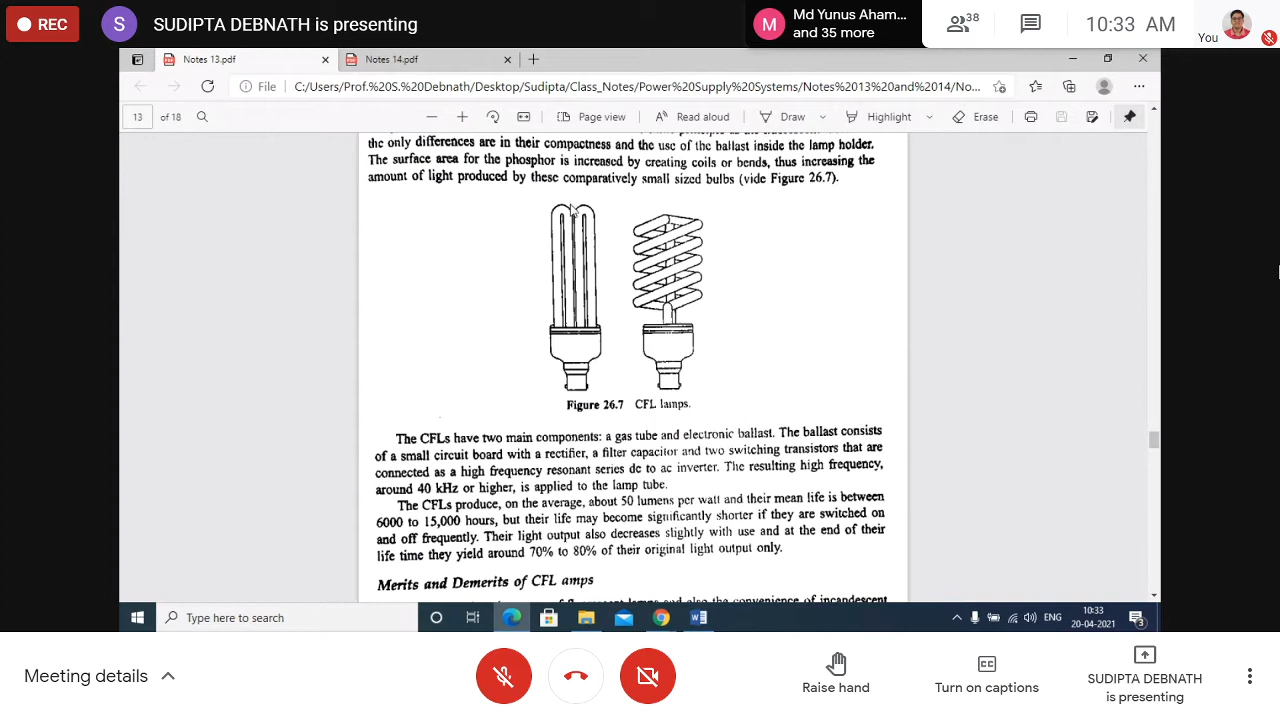 REC
S
SUDIPTA DEBNATH is presenting
M
Md Yunus Aham...
and 35 more
38
10:33 AM
You
Notes 13.pdf
Notes 14.pdf
File
C:/Users/Prof.%20S.%20Debnath/Desktop/Sudipta/Class_Notes/Power%20Supply%20Systems/Notes%2013%20and%2014/No...
13
of 18
Page view
Read aloud
Draw
Highlight
Erase
the only differences are in their compactness and the use of the ballast inside the lamp holder.
The surface area for the phosphor is increased by creating coils or bends, thus increasing the
amount of light produced by these comparatively small sized bulbs (vide Figure 26.7).
Figure 26.7 CFL lamps.
The CFLs have two main components: a gas tube and electronic ballast. The ballast consists
of a small circuit board with a rectifier, a filter capacitor and two switching transistors that are
connected as a high frequency resonant series dc to ac inverter. The resulting high frequency,
around 40 kHz or higher, is applied to the lamp tube.
The CFLs produce, on the average, about 50 lumens per watt and their mean life is between
6000 to 15,000 hours, but their life may become significantly shorter if they are switched on
and off frequently. Their light output also decreases slightly with use and at the end of their
life time they yield around 70% to 80% of their original light output only.
Merits and Demerits of CFL amps
of fluorescent lamps and also the convenience of incandescent
Type here to search
ENG
10:33
20-04-2021
3
Meeting details
Raise hand
Turn on captions
SUDIPTA DEBNATH
is presenting